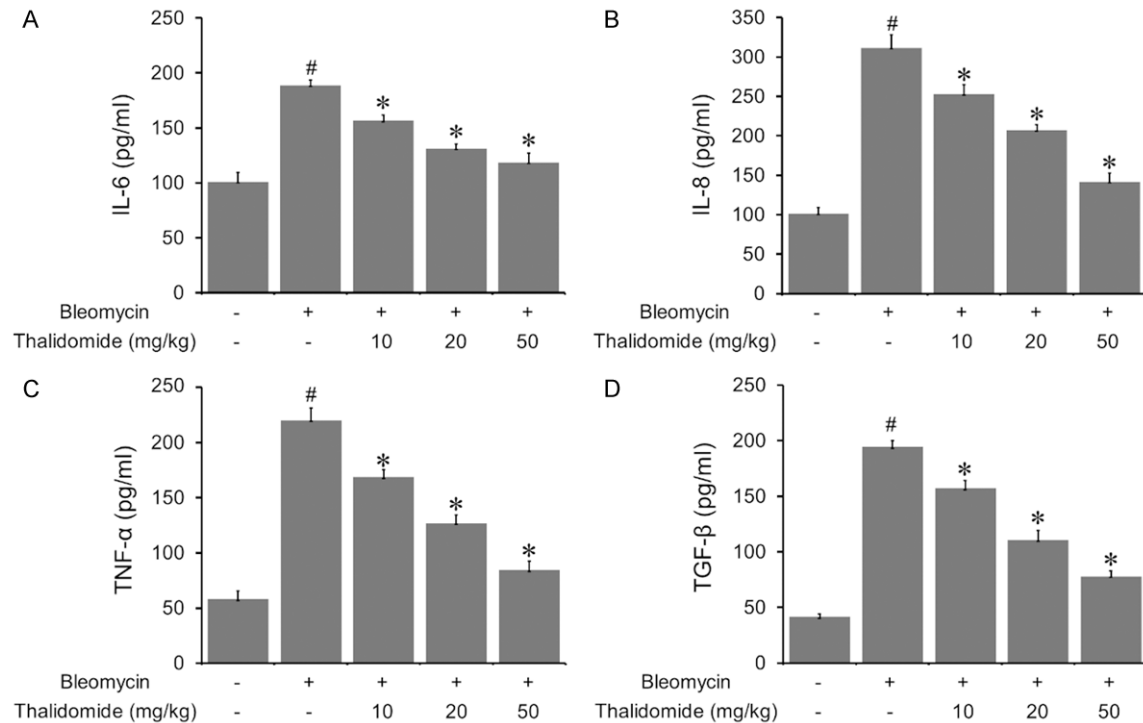 A
IL-6 (pg/ml)
250
200
150
100
50
0
#
*
*
*
Bleomycin - + + + +
Thalidomide (mg/kg) - - 10 20 50
B
IL-8 (pg/ml)
350
300
250
200
150
100
50
0
#
*
*
*
Bleomycin - + + + +
Thalidomide (mg/kg) - - 10 20 50
C
TNF-α (pg/ml)
250
200
150
100
50
0
#
*
*
*
Bleomycin - + + + +
Thalidomide (mg/kg) - - 10 20 50
D
TGF-β (pg/ml)
250
200
150
100
50
0
#
*
*
*
Bleomycin - + + + +
Thalidomide (mg/kg) - - 10 20 50